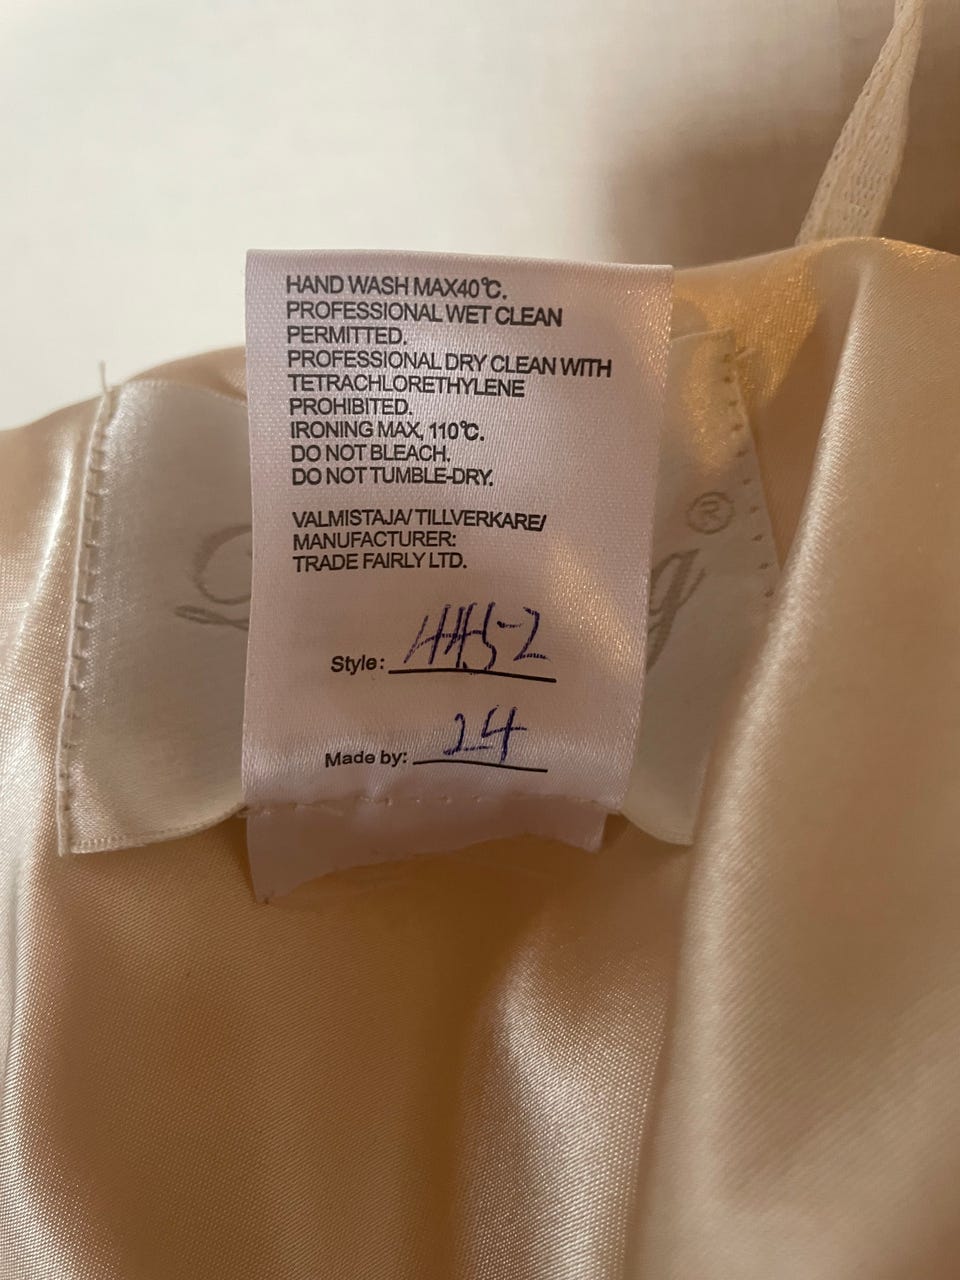 HAND WASH MAX40℃.
PROFESSIONAL WET CLEAN
PERMITTED.
PROFESSIONAL DRY CLEAN WITH
TETRACHLORETHYLENE
PROHIBITED.
IRONING MAX, 110℃.
DO NOT BLEACH.
DO NOT TUMBLE-DRY.
VALMISTAJA/TILLVERKARE/
MANUFACTURER:
TRADE FAIRLY LTD.
Style:
Made by: 24
®